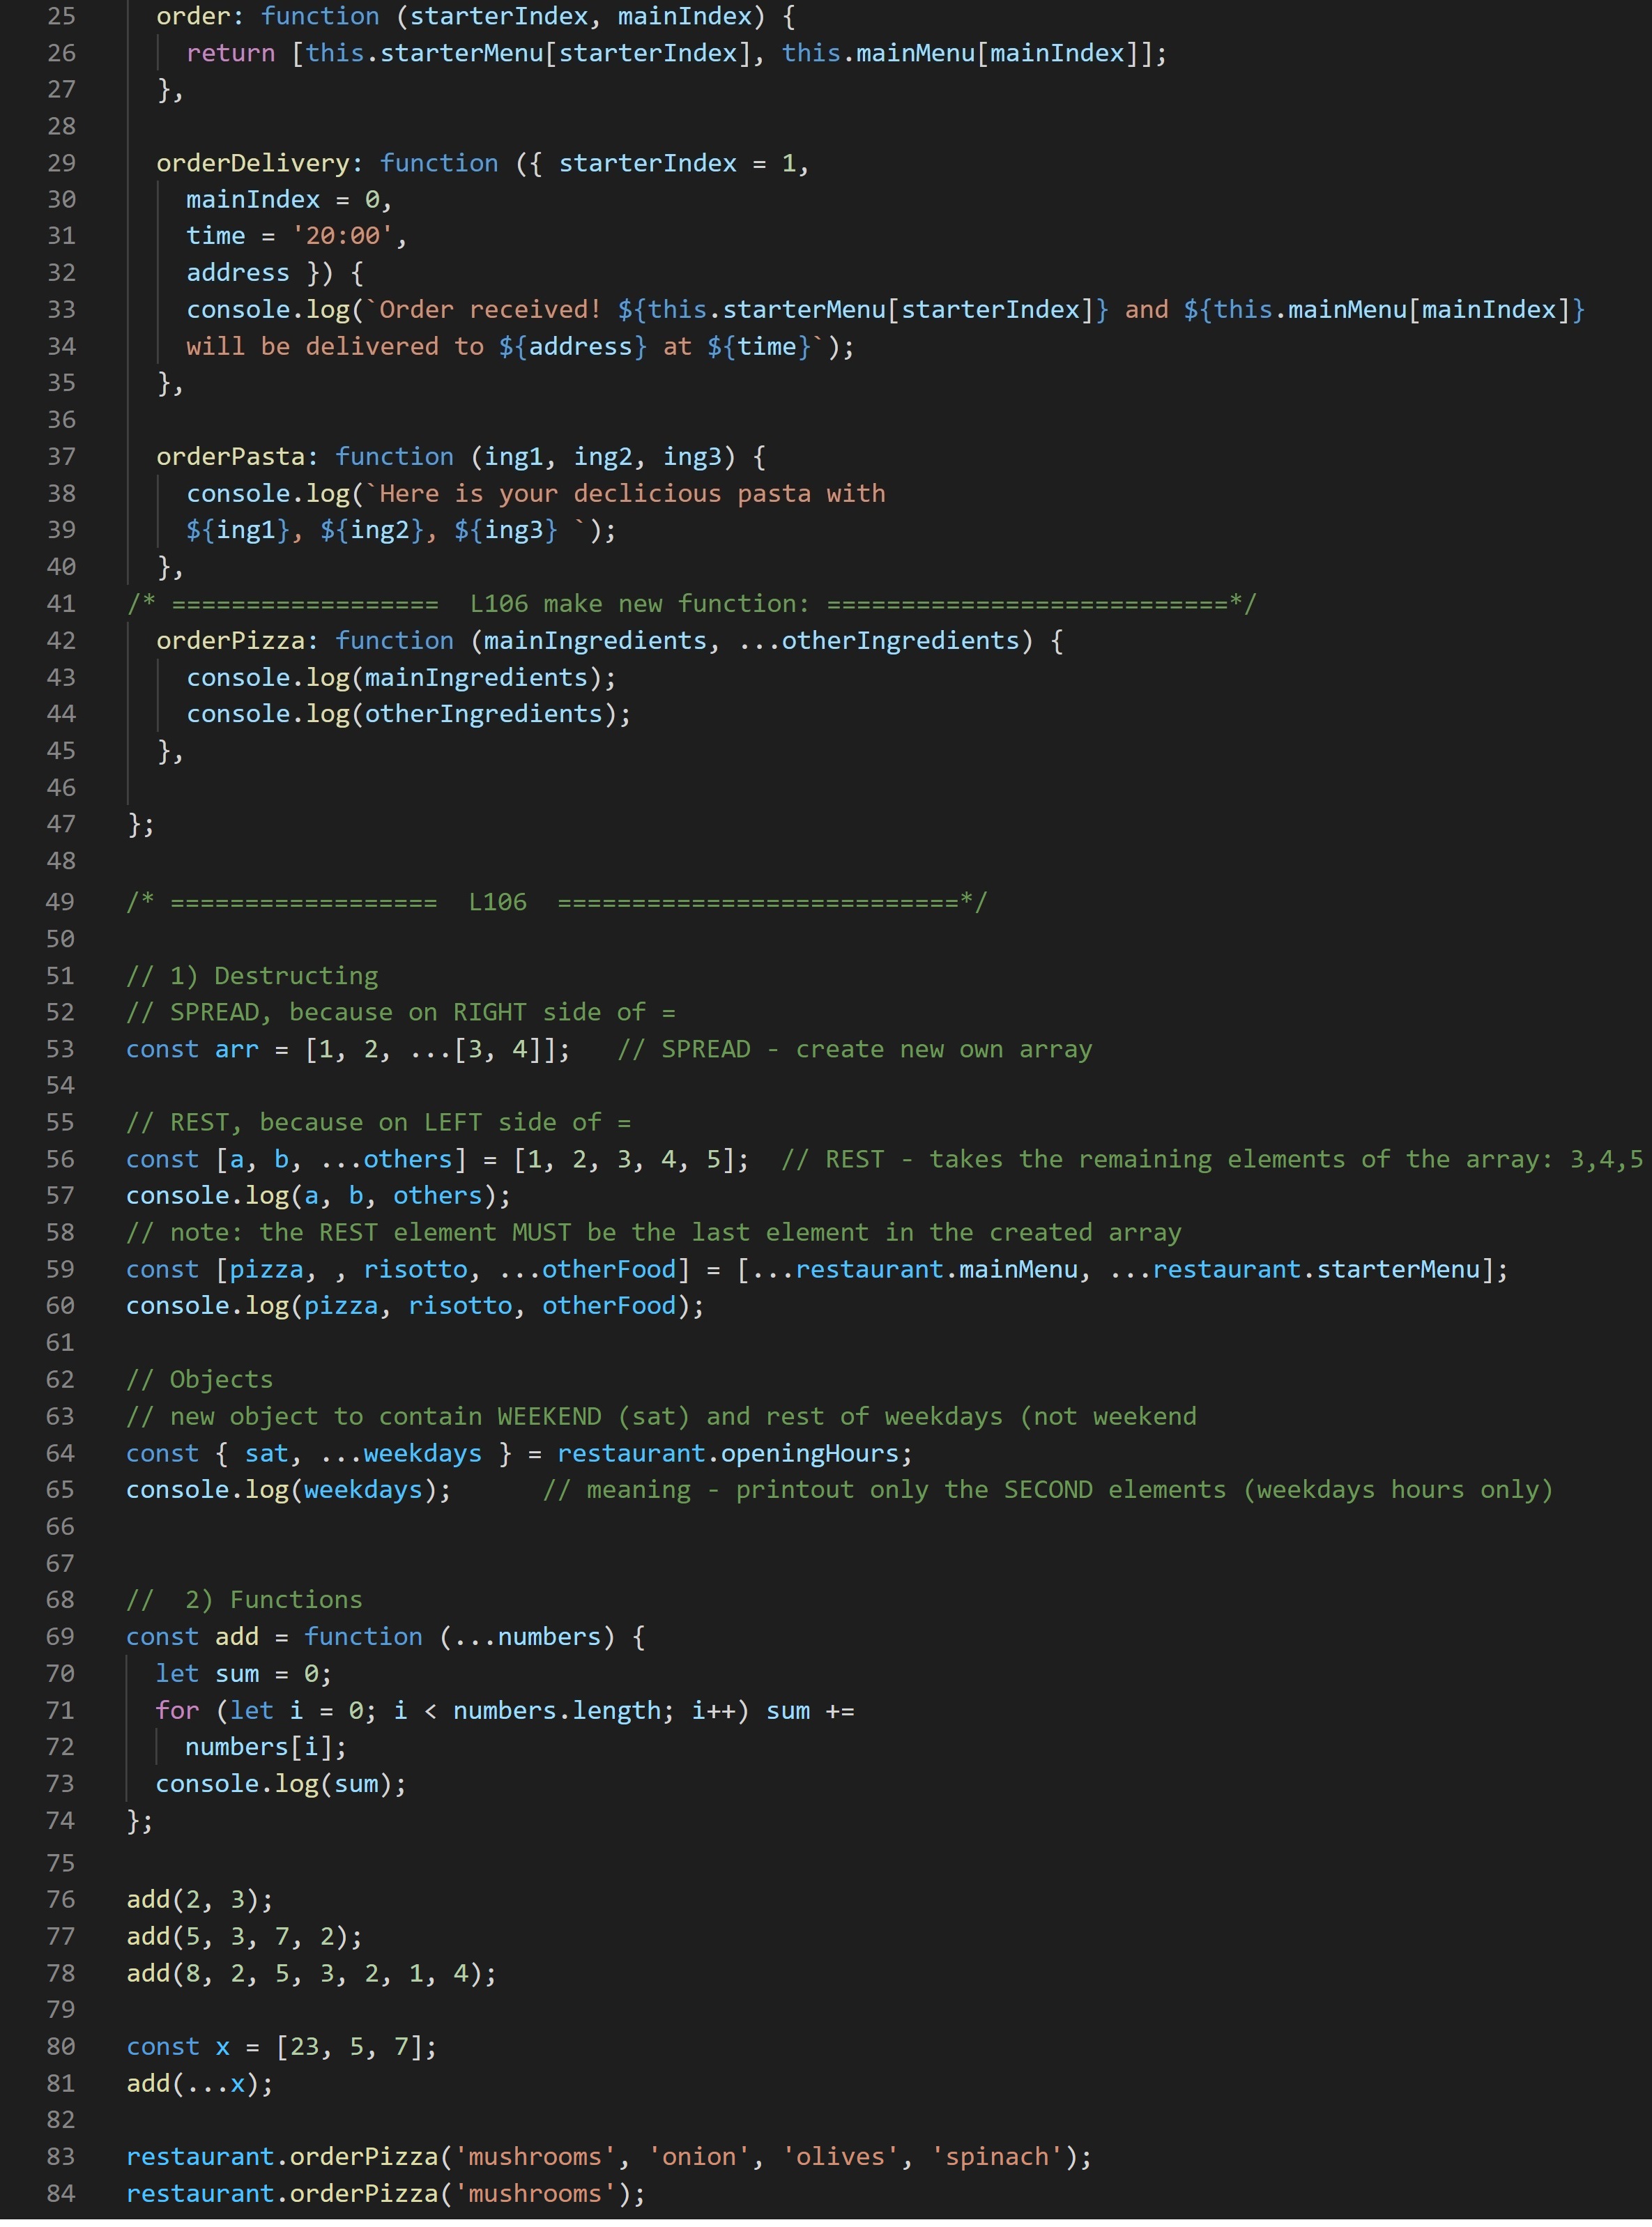 25 order: function (starterIndex, mainIndex) {
26 return [this.starterMenu[starterIndex], this.mainMenu[mainIndex]];
27 },
28
29 orderDelivery: function ({ starterIndex = 1,
30 mainIndex = 0,
31 time = '20:00',
32 address }) {
33 console.log(`Order received! ${this.starterMenu[starterIndex]} and ${this.mainMenu[mainIndex]}
34 will be delivered to ${address} at ${time}`);
35 },
36
37 orderPasta: function (ing1, ing2, ing3) {
38 console.log(`Here is your declicious pasta with
39 ${ing1}, ${ing2}, ${ing3} `);
40 },
41 /* ================== L106 make new function: ===========================*/
42 orderPizza: function (mainIngredients, ...otherIngredients) {
43 console.log(mainIngredients);
44 console.log(otherIngredients);
45 },
46
47 };
48
49 /* ================== L106 ===========================*/
50
51 // 1) Destructing
52 // SPREAD, because on RIGHT side of =
53 const arr = [1, 2, ...[3, 4]]; // SPREAD - create new own array
54
55 // REST, because on LEFT side of =
56 const [a, b, ...others] = [1, 2, 3, 4, 5]; // REST - takes the remaining elements of the array: 3,4,5
57 console.log(a, b, others);
58 // note: the REST element MUST be the last element in the created array
59 const [pizza, , risotto, ...otherFood] = [...restaurant.mainMenu, ...restaurant.starterMenu];
60 console.log(pizza, risotto, otherFood);
61
62 // Objects
63 // new object to contain WEEKEND (sat) and rest of weekdays (not weekend
64 const { sat, ...weekdays } = restaurant.openingHours;
65 console.log(weekdays); // meaning - printout only the SECOND elements (weekdays hours only)
66
67
68 // 2) Functions
69 const add = function (...numbers) {
70 let sum = 0;
71 for (let i = 0; i < numbers.length; i++) sum +=
72 numbers[i];
73 console.log(sum);
74 };
75
76 add(2, 3);
77 add(5, 3, 7, 2);
78 add(8, 2, 5, 3, 2, 1, 4);
79
80 const x = [23, 5, 7];
81 add(...x);
82
83 restaurant.orderPizza('mushrooms', 'onion', 'olives', 'spinach');
84 restaurant.orderPizza('mushrooms');